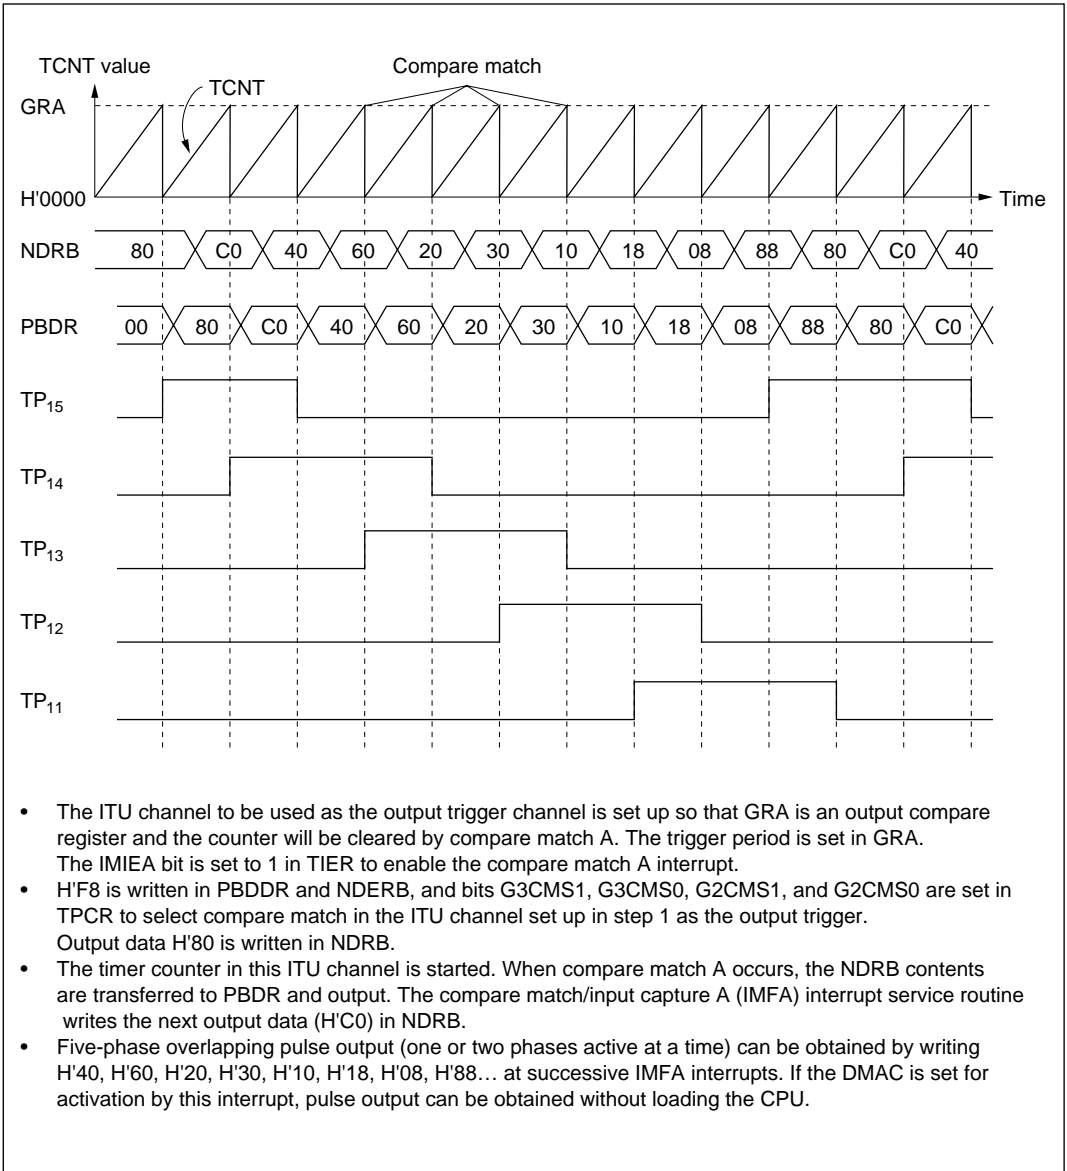 TCNT value
Compare match
TCNT
GRA
H'0000
Time
NDRB 80 C0 40 60 20 30 10 18 08 88 80 C0 40
PBDR 00 80 C0 40 60 20 30 10 18 08 88 80 C0
TP15
TP14
TP13
TP12
TP11
• The ITU channel to be used as the output trigger channel is set up so that GRA is an output compare
register and the counter will be cleared by compare match A. The trigger period is set in GRA.
The IMIEA bit is set to 1 in TIER to enable the compare match A interrupt.
• H'F8 is written in PBDDR and NDERB, and bits G3CMS1, G3CMS0, G2CMS1, and G2CMS0 are set in
TPCR to select compare match in the ITU channel set up in step 1 as the output trigger.
Output data H'80 is written in NDRB.
• The timer counter in this ITU channel is started. When compare match A occurs, the NDRB contents
are transferred to PBDR and output. The compare match/input capture A (IMFA) interrupt service routine
writes the next output data (H'C0) in NDRB.
• Five-phase overlapping pulse output (one or two phases active at a time) can be obtained by writing
H'40, H'60, H'20, H'30, H'10, H'18, H'08, H'88… at successive IMFA interrupts. If the DMAC is set for
activation by this interrupt, pulse output can be obtained without loading the CPU.